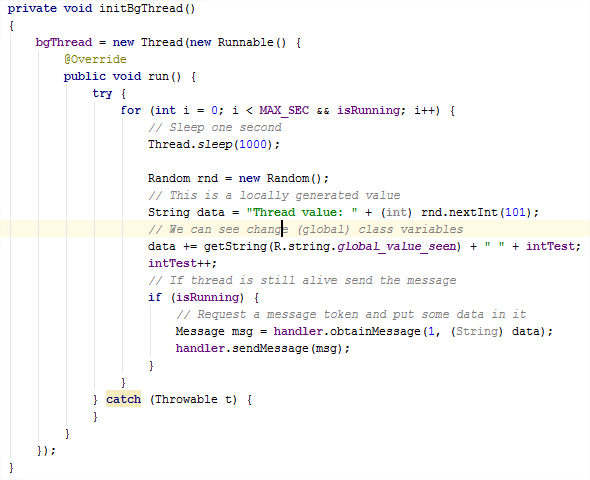 private void initBgThread()
{
    bgThread = new Thread(new Runnable() {
        @Override
        public void run() {
            try {
                for (int i = 0; i < MAX_SEC && isRunning; i++) {
                    // Sleep one second
                    Thread.sleep(1000);

                    Random rnd = new Random();
                    // This is a locally generated value
                    String data = "Thread value: " + (int) rnd.nextInt(101);
                    // We can see change (global) class variables
                    data += getString(R.string.global_value_seen) + " " + intTest;
                    intTest++;
                    // If thread is still alive send the message
                    if (isRunning) {
                        // Request a message token and put some data in it
                        Message msg = handler.obtainMessage(1, (String) data);
                        handler.sendMessage(msg);
                    }
                }
            } catch (Throwable t) {
            }
        }
    });
}